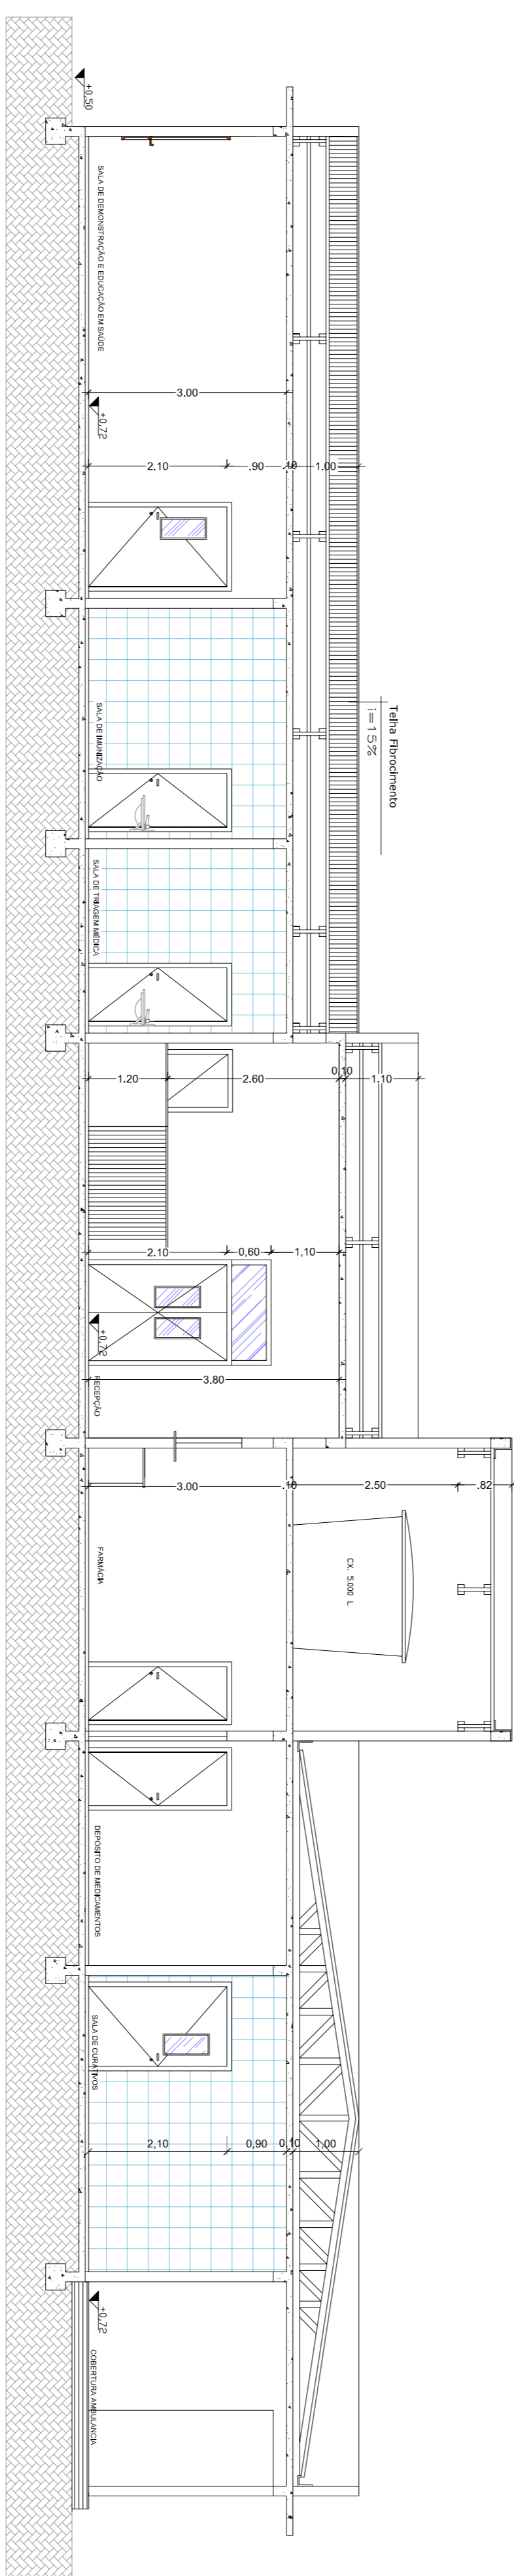 +0,50
SALA DE DEMONSTRAÇÃO E EDUCAÇÃO EM SAÚDE
3.00
+0,72
2.10
.90
.10
1.00
Telha Fibrocimento
i=15%
SALA DE IMUNIZAÇÃO
SALA DE TRIAGEM MÉDICA
1.20
2.60
0,10
1,10
2.10
0,60
1,10
+0,72
3.80
RECEPÇÃO
3.00
.10
2.50
.82
CX. 5.000 L
FARMÁCIA
DEPÓSITO DE MEDICAMENTOS
SALA DE CURATIVOS
2,10
0,90
0,10
1,00
+0,72
COBERTURA AMBULANCIA